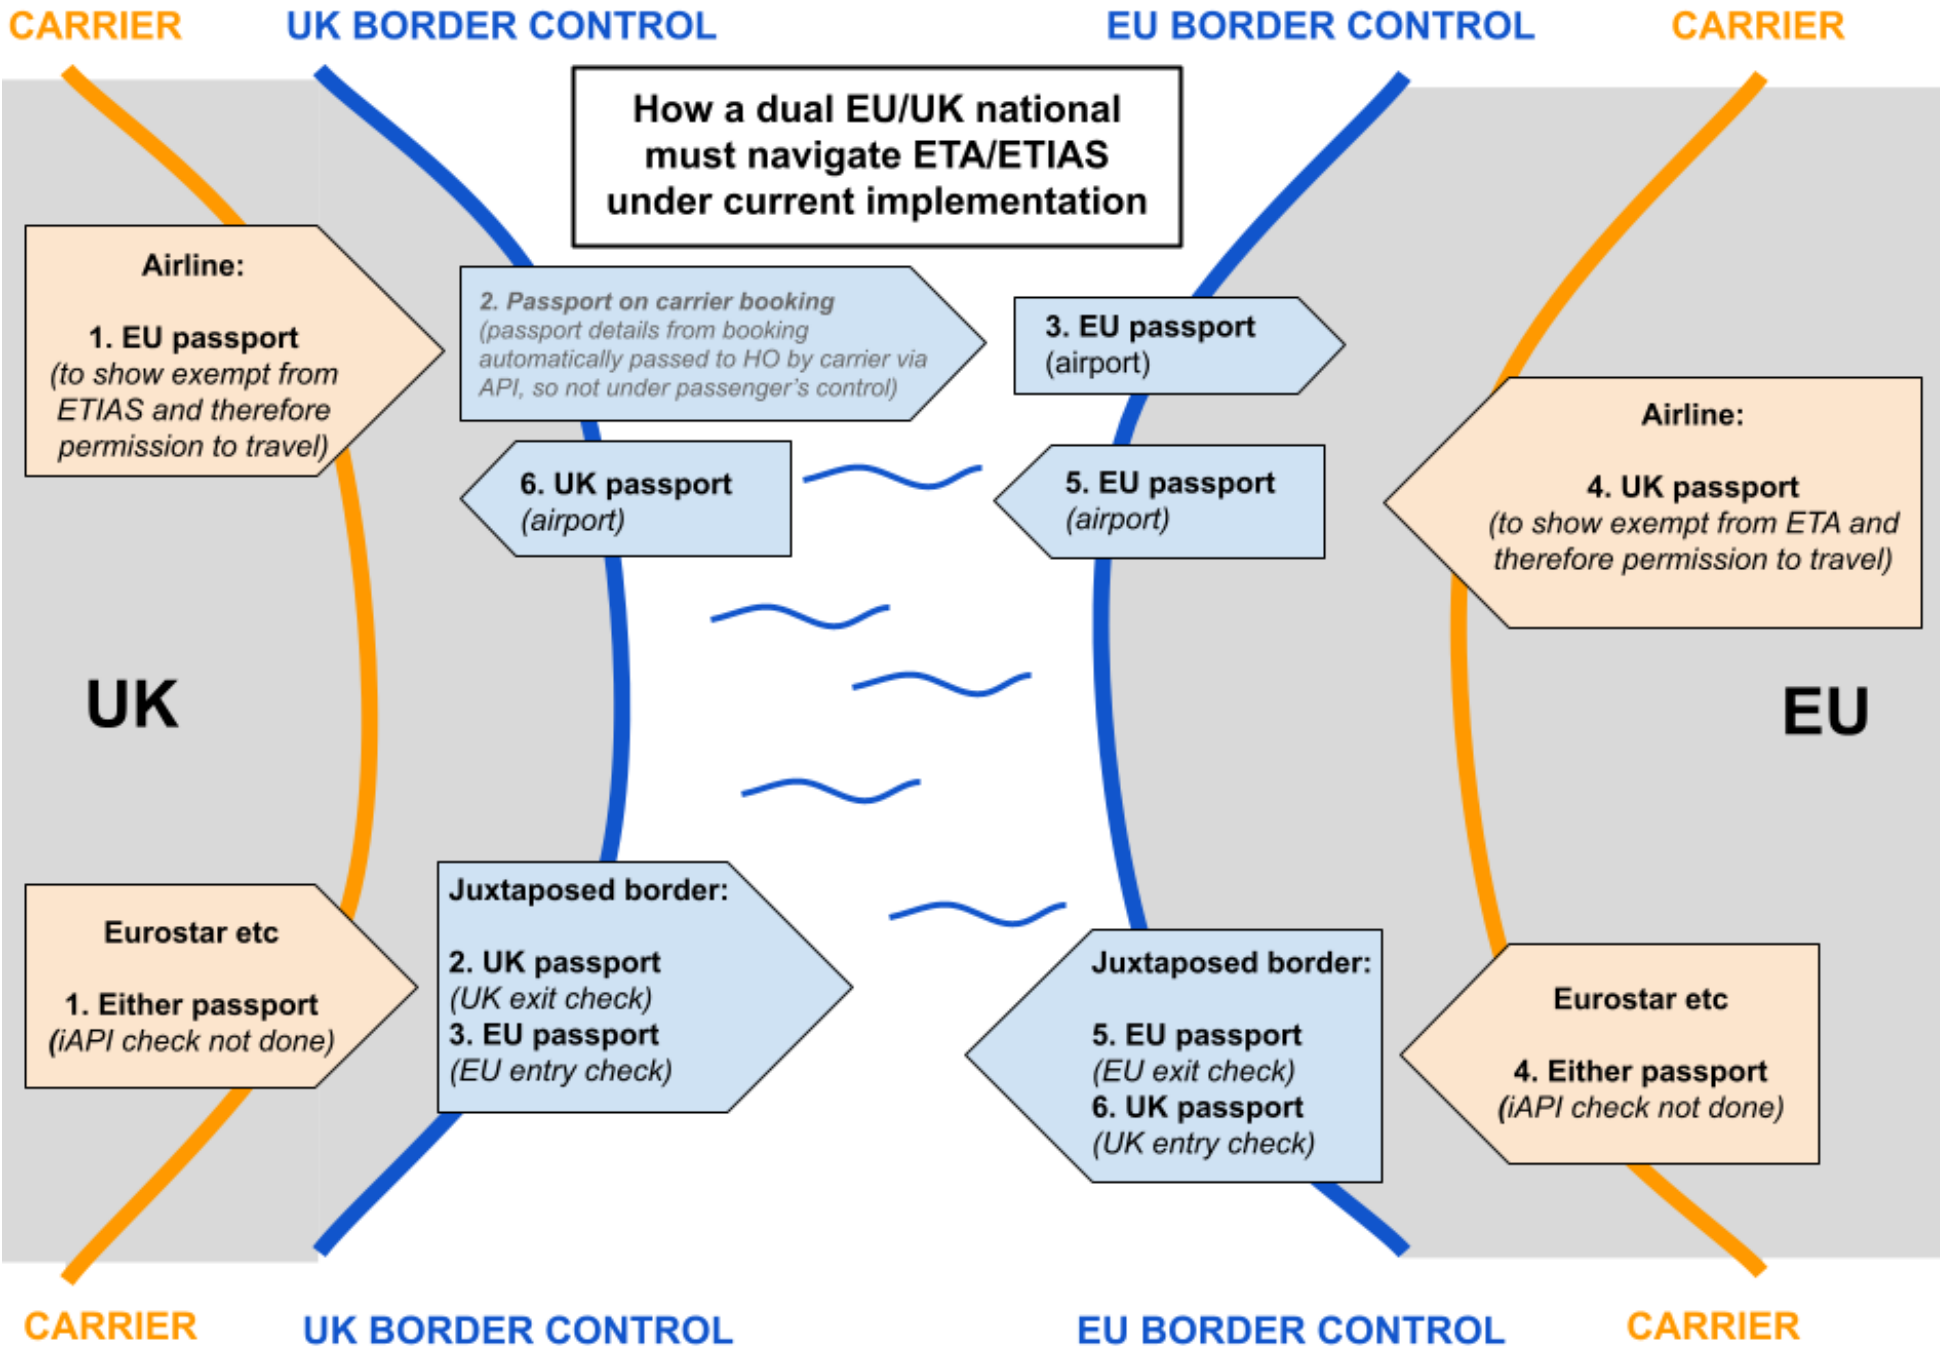 CARRIER
UK BORDER CONTROL
EU BORDER CONTROL
CARRIER
How a dual EU/UK national
must navigate ETA/ETIAS
under current implementation
Airline:
1. EU passport
(to show exempt from
ETIAS and therefore
permission to travel)
2. Passport on carrier booking
(passport details from booking
automatically passed to HO by carrier via
API, so not under passenger's control)
3. EU passport
(airport)
Airline:
4. UK passport
(to show exempt from ETA and
therefore permission to travel)
5. EU passport
(airport)
6. UK passport
(airport)
UK
EU
Eurostar etc
1. Either passport
(iAPI check not done)
Juxtaposed border:
2. UK passport
(UK exit check)
3. EU passport
(EU entry check)
Juxtaposed border:
5. EU passport
(EU exit check)
6. UK passport
(UK entry check)
Eurostar etc
4. Either passport
(iAPI check not done)
CARRIER
UK BORDER CONTROL
EU BORDER CONTROL
CARRIER